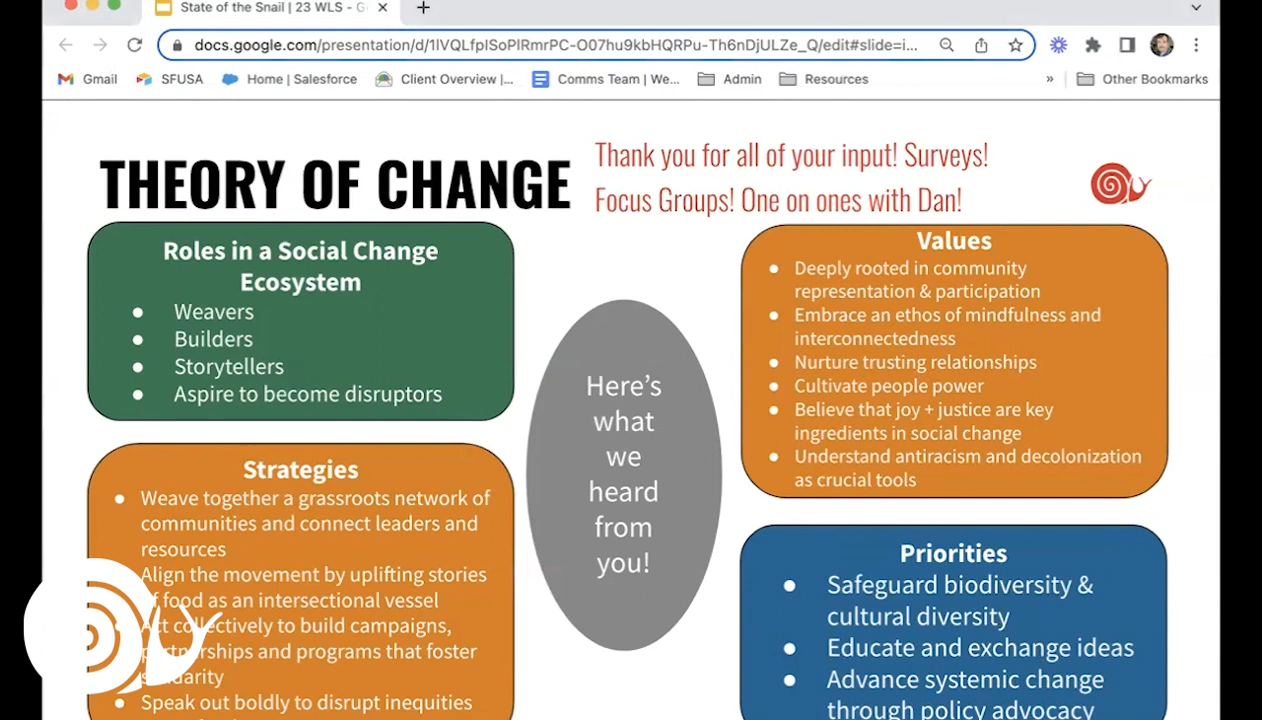 State of the Snail | 23 WLS - G
docs.google.com/presentation/d/1lVQLfpISoPlRmrPC-O07hu9kbHQRPu-Th6nDjULZe_Q/edit#slide=i...
Gmail
SFUSA
Home | Salesforce
Client Overview |...
Comms Team | We...
Admin
Resources
»
Other Bookmarks
THEORY OF CHANGE
Thank you for all of your input! Surveys!
Focus Groups! One on ones with Dan!
Roles in a Social Change
Ecosystem
● Weavers
● Builders
● Storytellers
● Aspire to become disruptors
Strategies
● Weave together a grassroots network of
communities and connect leaders and
resources
Align the movement by uplifting stories
of food as an intersectional vessel
Act collectively to build campaigns,
partnerships and programs that foster
solidarity
● Speak out boldly to disrupt inequities
Here's
what
we
heard
from
you!
Values
● Deeply rooted in community
representation & participation
● Embrace an ethos of mindfulness and
interconnectedness
● Nurture trusting relationships
● Cultivate people power
● Believe that joy + justice are key
ingredients in social change
● Understand antiracism and decolonization
as crucial tools
Priorities
● Safeguard biodiversity &
cultural diversity
● Educate and exchange ideas
● Advance systemic change
through policy advocacy